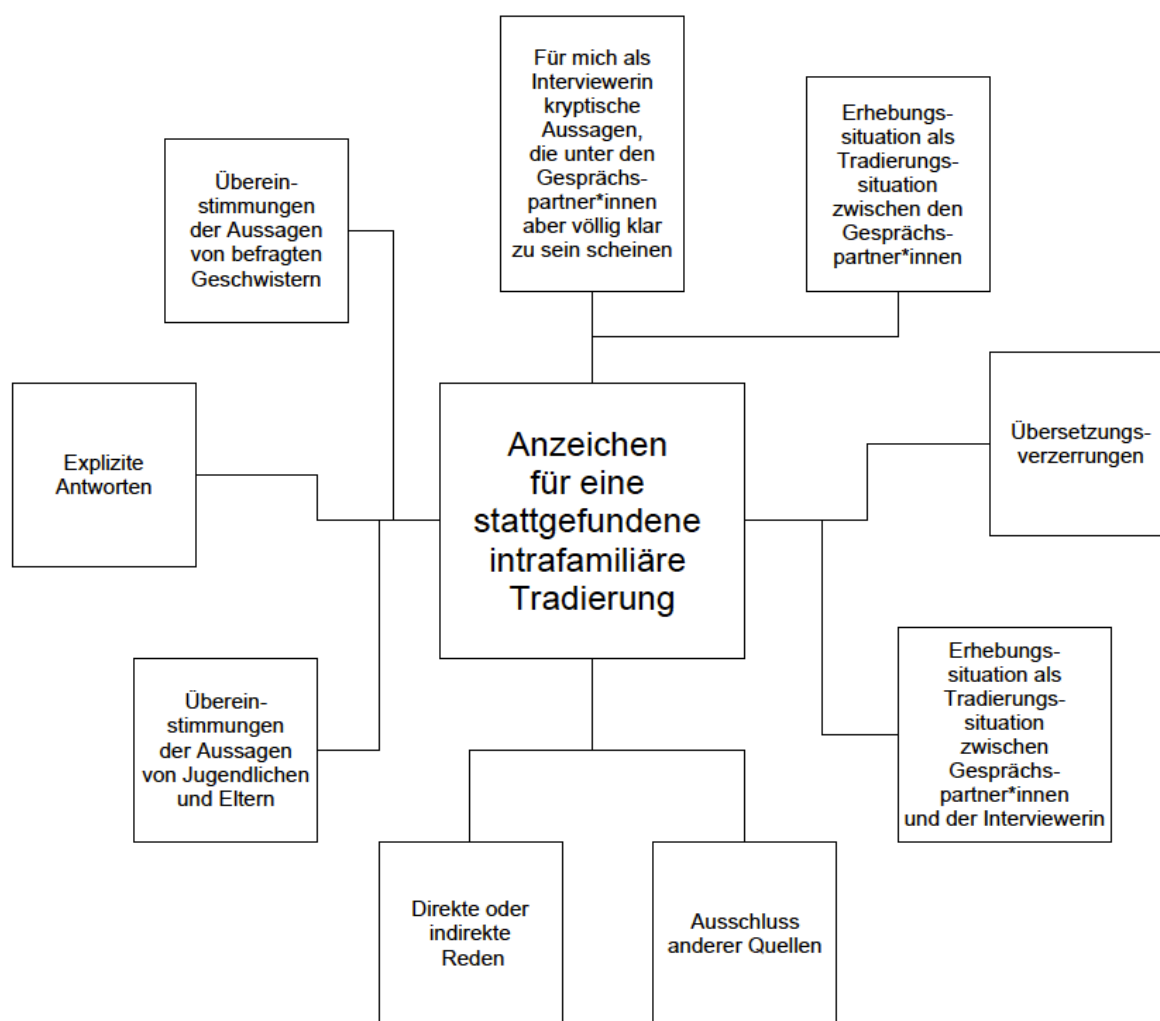 Für mich als
Interviewerin
kryptische
Aussagen,
die unter den
Gesprächs-
partner*innen
aber völlig klar
zu sein scheinen
Erhebungs-
situation als
Tradierungs-
situation
zwischen den
Gesprächs-
partner*innen
Überein-
stimmungen
der Aussagen
von befragten
Geschwistern
Explizite
Antworten
Anzeichen
für eine
stattgefundene
intrafamiliäre
Tradierung
Übersetzungs-
verzerrungen
Überein-
stimmungen
der Aussagen
von Jugendlichen
und Eltern
Erhebungs-
situation als
Tradierungs-
situation
zwischen
Gesprächs-
partner*innen
und der Interviewerin
Direkte oder
indirekte
Reden
Ausschluss
anderer Quellen